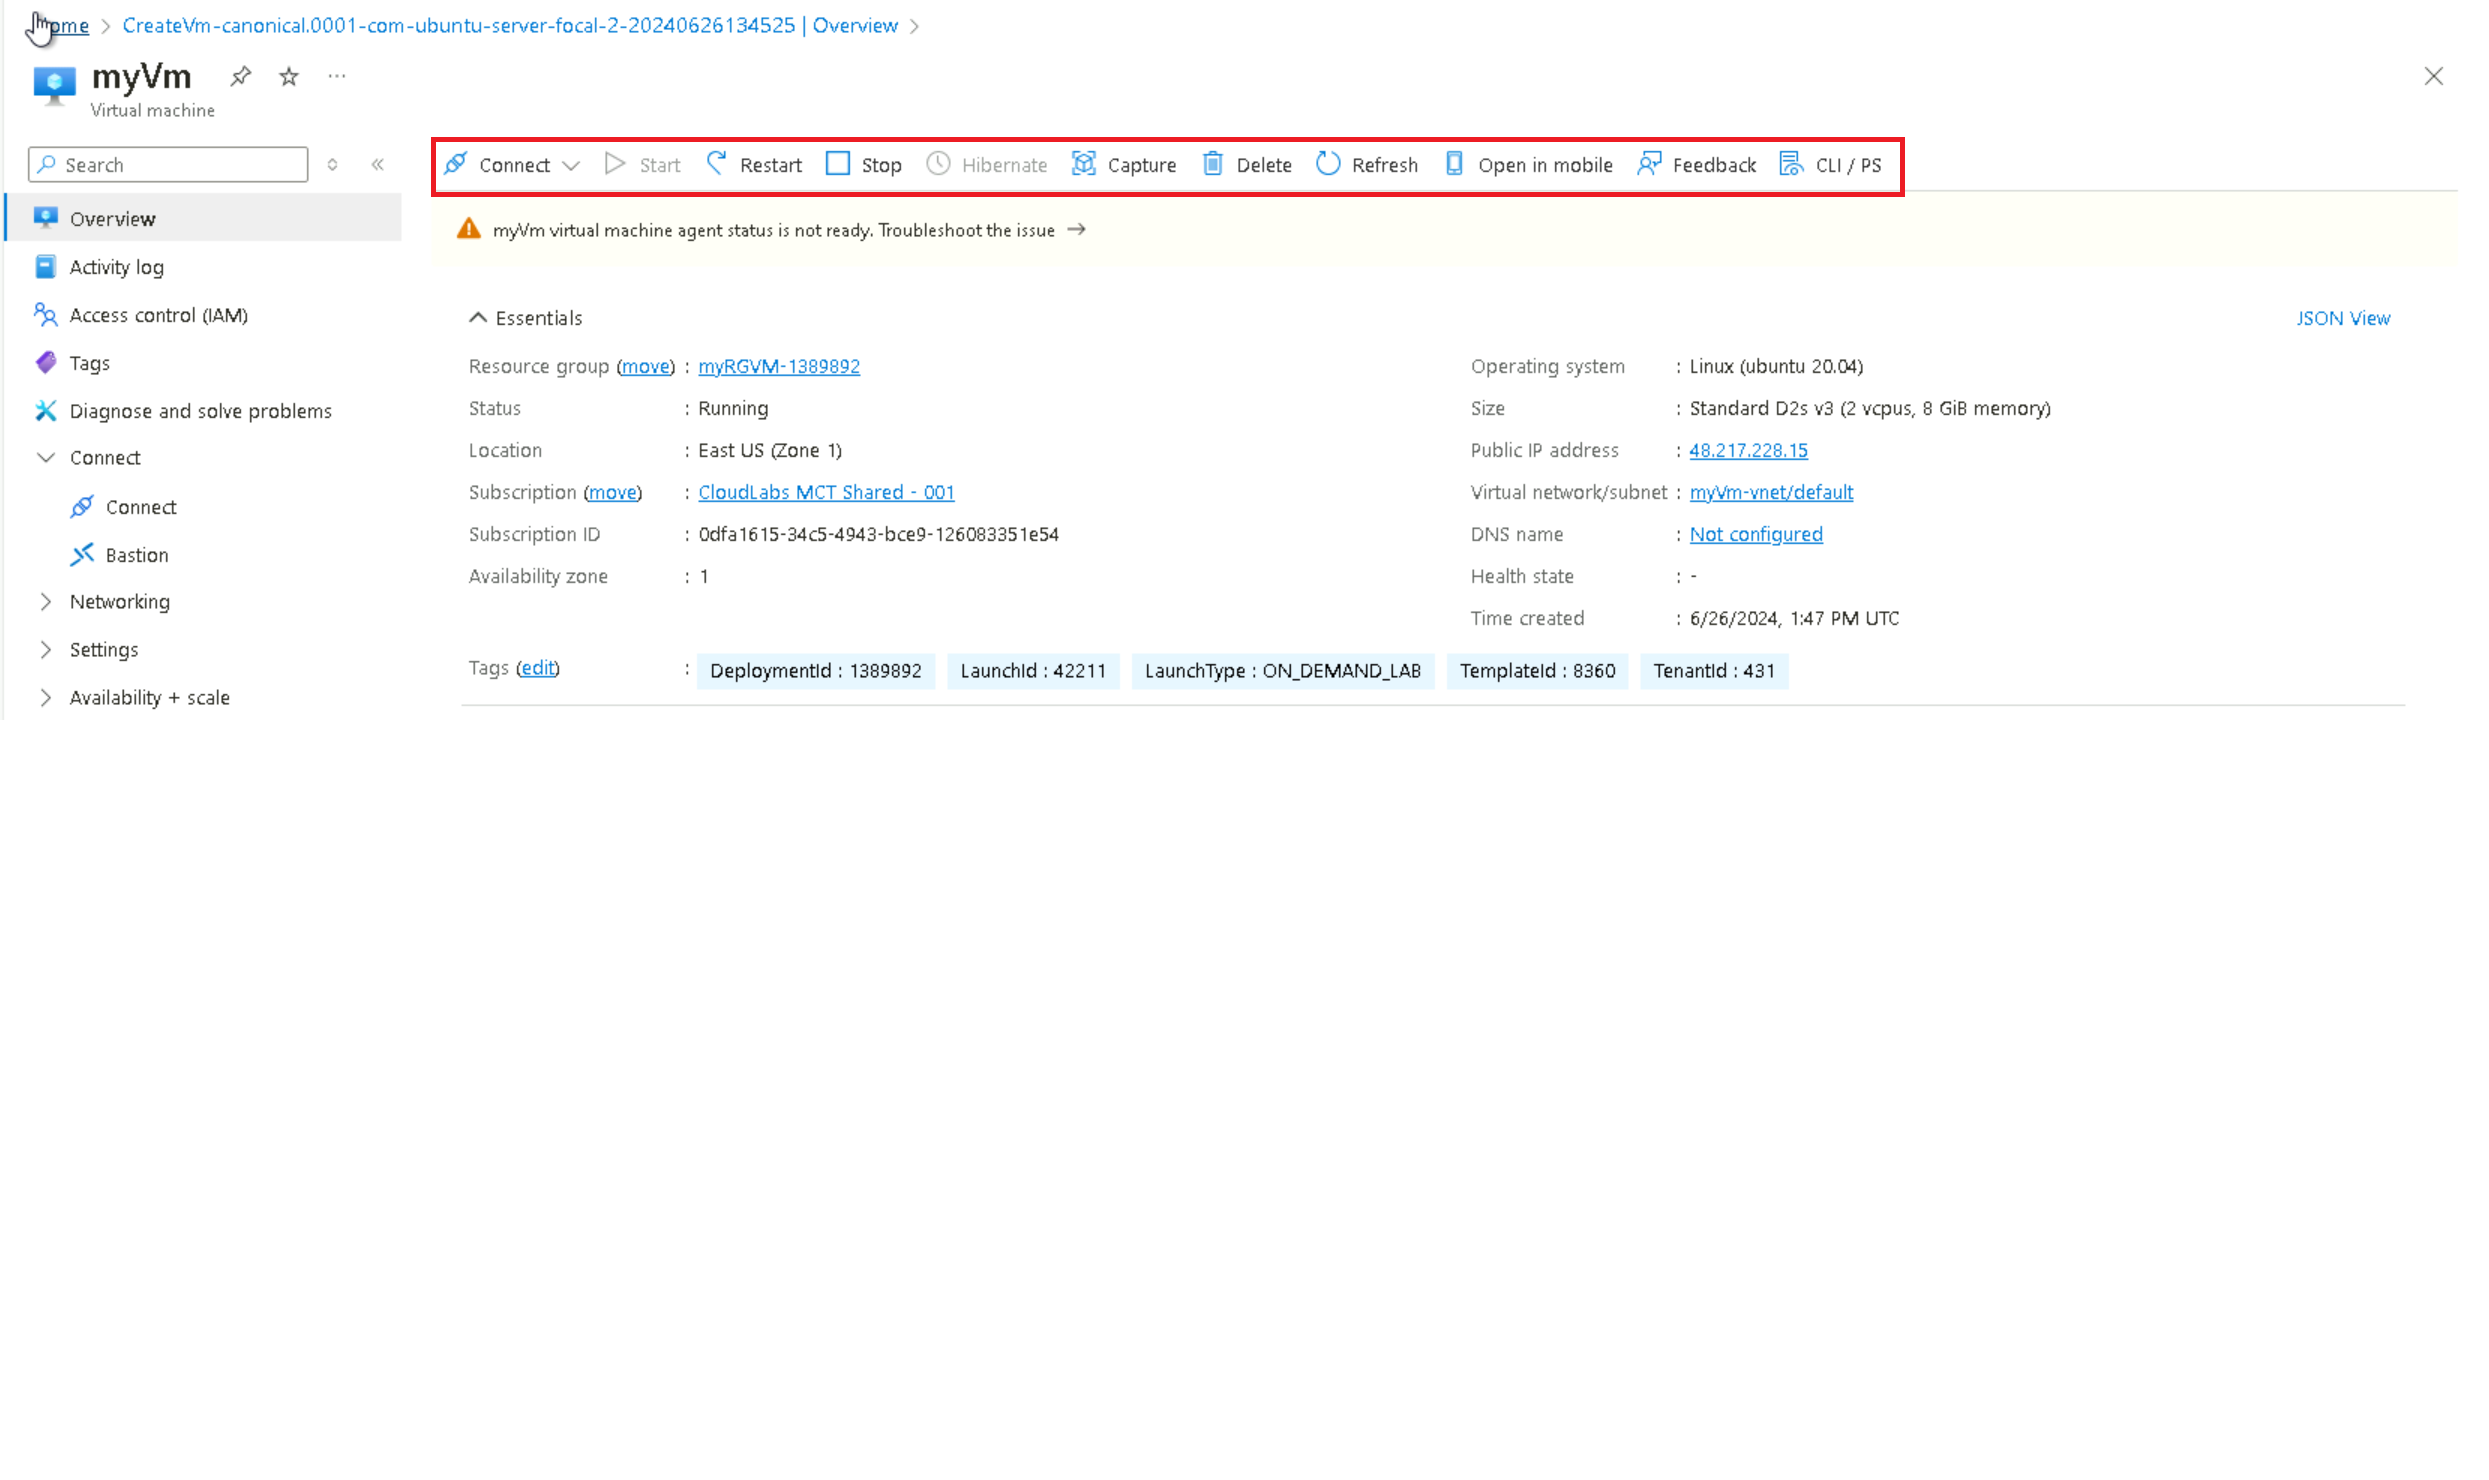 Home > CreateVm-canonical.0001-com-ubuntu-server-focal-2-20240626134525 | Overview >
myVm
Virtual machine
Search
Overview
Activity log
Access control (IAM)
Tags
Diagnose and solve problems
Connect
Connect
Bastion
Networking
Settings
Availability + scale
Connect Start Restart Stop Hibernate Capture Delete Refresh Open in mobile Feedback CLI / PS
myVm virtual machine agent status is not ready. Troubleshoot the issue →
Essentials
JSON View
Resource group (move) : myRGVM-1389892
Status : Running
Location : East US (Zone 1)
Subscription (move) : CloudLabs MCT Shared - 001
Subscription ID : 0dfa1615-34c5-4943-bce9-126083351e54
Availability zone : 1
Operating system : Linux (ubuntu 20.04)
Size : Standard D2s v3 (2 vcpus, 8 GiB memory)
Public IP address : 48.217.228.15
Virtual network/subnet : myVm-vnet/default
DNS name : Not configured
Health state : -
Time created : 6/26/2024, 1:47 PM UTC
Tags (edit) : DeploymentId : 1389892 LaunchId : 42211 LaunchType : ON_DEMAND_LAB TemplateId : 8360 TenantId : 431